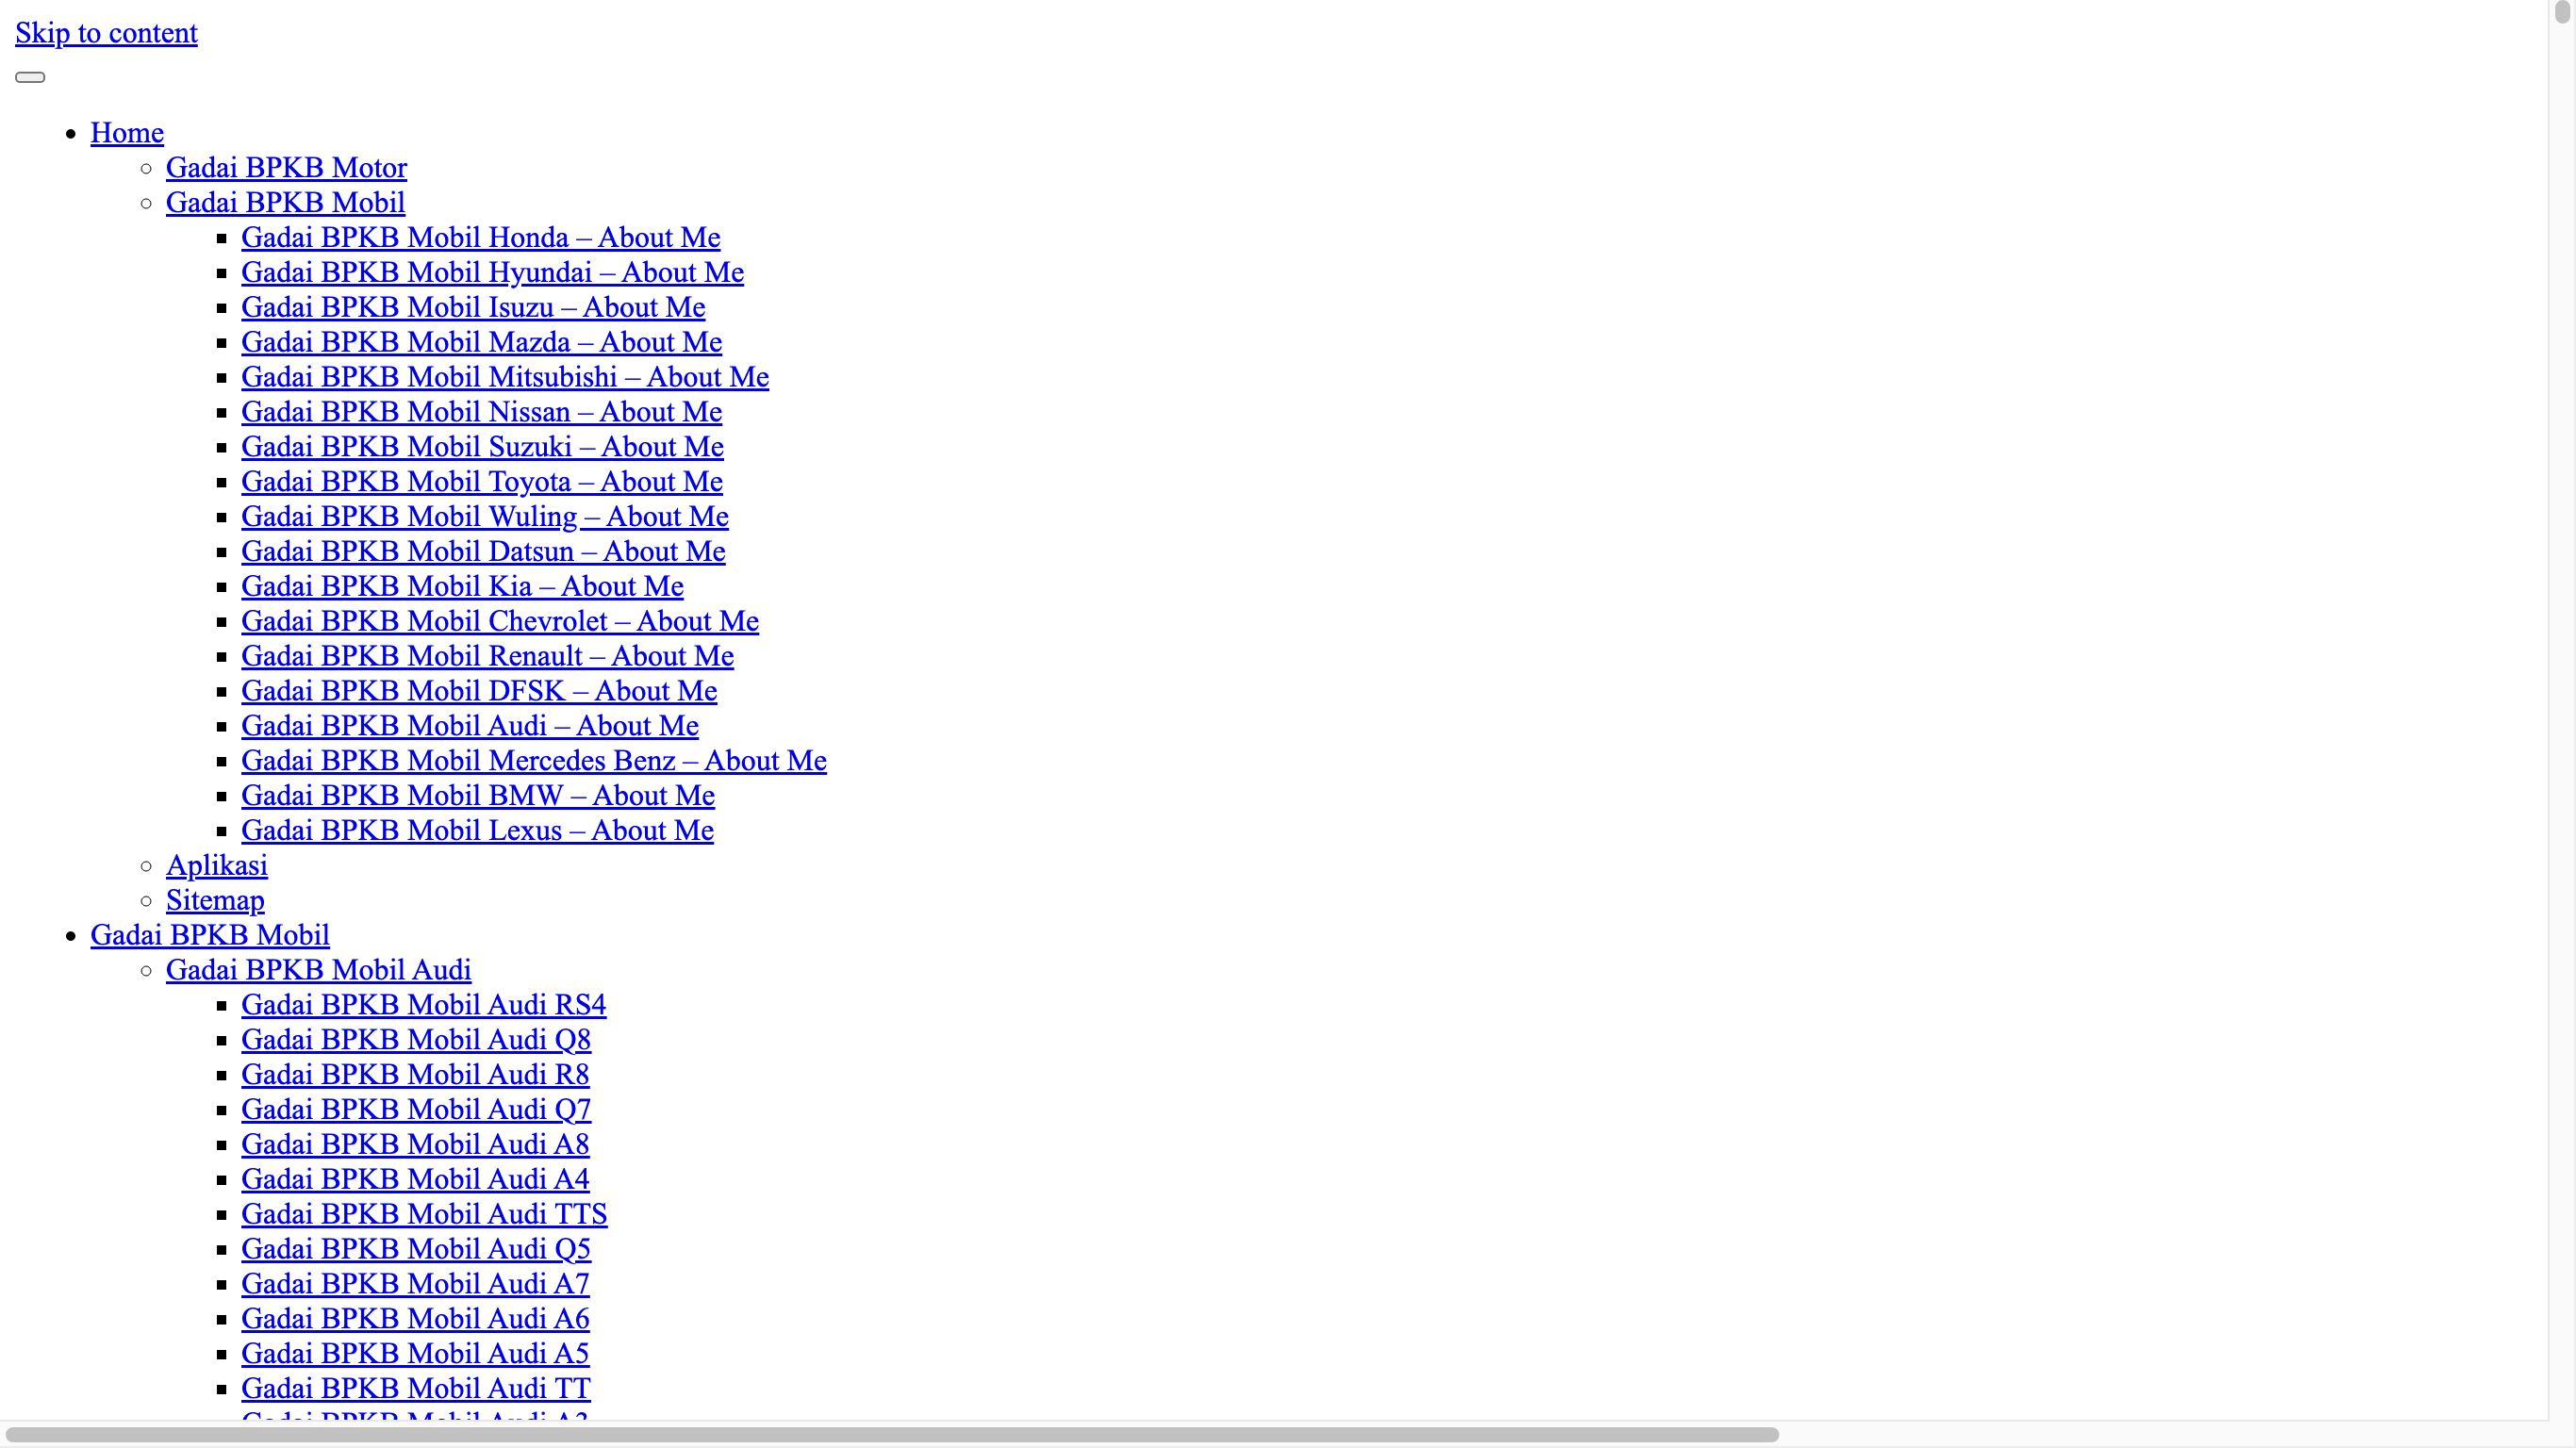 Skip to content
Home
Gadai BPKB Motor
Gadai BPKB Mobil
Gadai BPKB Mobil Honda – About Me
Gadai BPKB Mobil Hyundai – About Me
Gadai BPKB Mobil Isuzu – About Me
Gadai BPKB Mobil Mazda – About Me
Gadai BPKB Mobil Mitsubishi – About Me
Gadai BPKB Mobil Nissan – About Me
Gadai BPKB Mobil Suzuki – About Me
Gadai BPKB Mobil Toyota – About Me
Gadai BPKB Mobil Wuling – About Me
Gadai BPKB Mobil Datsun – About Me
Gadai BPKB Mobil Kia – About Me
Gadai BPKB Mobil Chevrolet – About Me
Gadai BPKB Mobil Renault – About Me
Gadai BPKB Mobil DFSK – About Me
Gadai BPKB Mobil Audi – About Me
Gadai BPKB Mobil Mercedes Benz – About Me
Gadai BPKB Mobil BMW – About Me
Gadai BPKB Mobil Lexus – About Me
Aplikasi
Sitemap
Gadai BPKB Mobil
Gadai BPKB Mobil Audi
Gadai BPKB Mobil Audi RS4
Gadai BPKB Mobil Audi Q8
Gadai BPKB Mobil Audi R8
Gadai BPKB Mobil Audi Q7
Gadai BPKB Mobil Audi A8
Gadai BPKB Mobil Audi A4
Gadai BPKB Mobil Audi TTS
Gadai BPKB Mobil Audi Q5
Gadai BPKB Mobil Audi A7
Gadai BPKB Mobil Audi A6
Gadai BPKB Mobil Audi A5
Gadai BPKB Mobil Audi TT
Gadai BPKB Mobil Audi